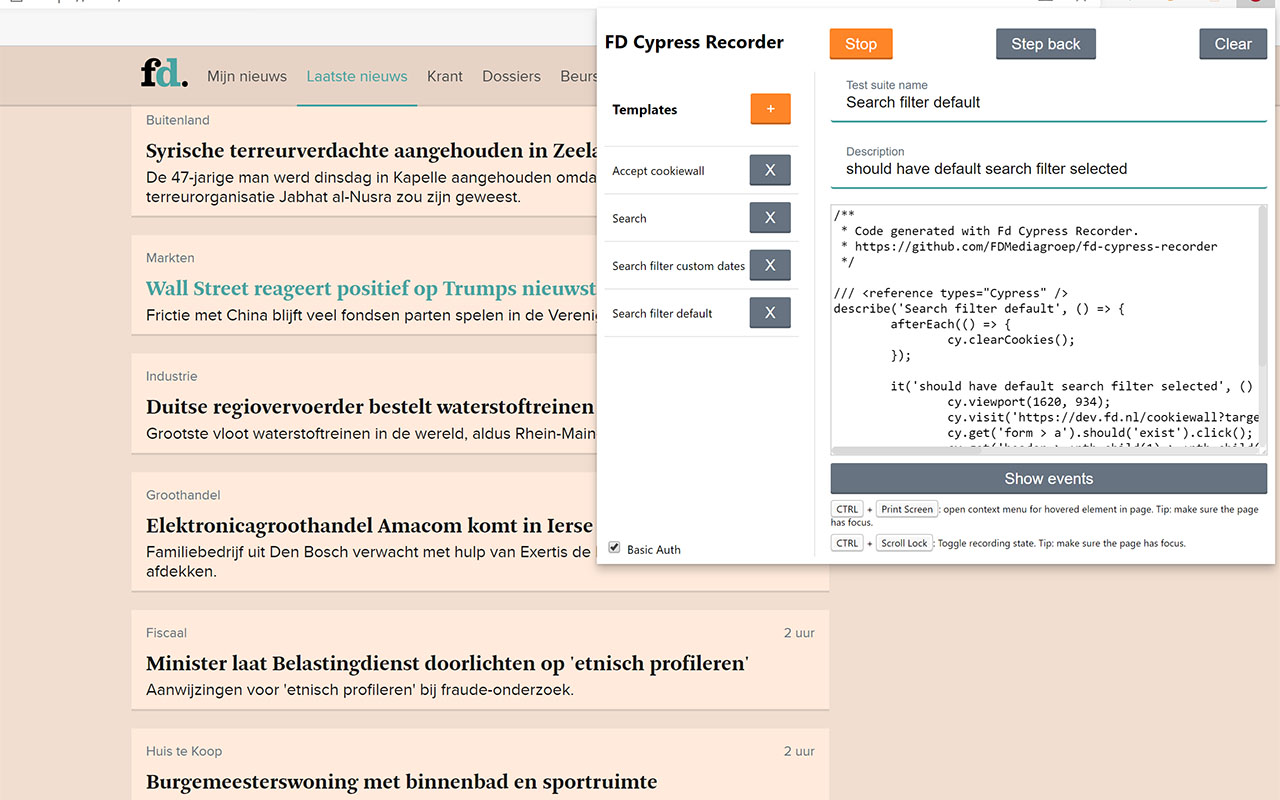 fd.
Mijn nieuws
Laatste nieuws
Krant
Dossiers
Buitenland
Syrische terreurverdachte aangehouden in
De 47-jarige man werd dinsdag in Kapelle aangehouden
terreurorganisatie Jabhat al-Nusra zou zijn geweest.
Markten
Wall Street reageert positief op Trumps
Frictie met China blijft veel fondsen parten spelen in de
Industrie
Duitse regiovervoerder bestelt waterstoftreinen
Grootste vloot waterstoftreinen in de wereld, aldus Rhein-Main
Groothandel
Elektronicagroothandel Amacom komt in Ierse
Familiebedrijf uit Den Bosch verwacht met hulp van Exertis de
afdekken.
Fiscaal
2 uur
Minister laat Belastingdienst doorlichten op 'etnisch profileren'
Aanwijzingen voor 'etnisch profileren' bij fraude-onderzoek.
Huis te Koop
2 uur
Burgemeesterswoning met binnenbad en sportruimte
FD Cypress Recorder
Stop
Step back
Clear
Templates
+
Accept cookiewall
X
Search
X
Search filter custom dates
X
Search filter default
X
Basic Auth
Test suite name
Search filter default
Description
should have default search filter selected
/**
* Code generated with Fd Cypress Recorder.
* https://github.com/FDMediagroep/fd-cypress-recorder
*/
/// <reference types="Cypress" />
describe('Search filter default', () => {
afterEach(() => {
cy.clearCookies();
});
it('should have default search filter selected', ()
cy.viewport(1620, 934);
cy.visit('https://dev.fd.nl/cookiewall?targe
cy.get('form > a').should('exist').click();
Show events
CTRL + Print Screen : open context menu for hovered element in page. Tip: make sure the page
has focus.
CTRL + Scroll Lock : Toggle recording state. Tip: make sure the page has focus.